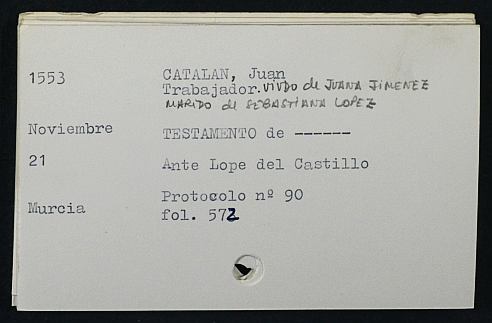 1553
CATALAN, Juan
Trabajador. VIVDO de JUANA JIMENEZ
MARIDO de SEBASTIANA LOPEZ
Noviembre
TESTAMENTO de ------
21
Ante Lope del Castillo
Protocolo nº 90
Murcia
fol. 572